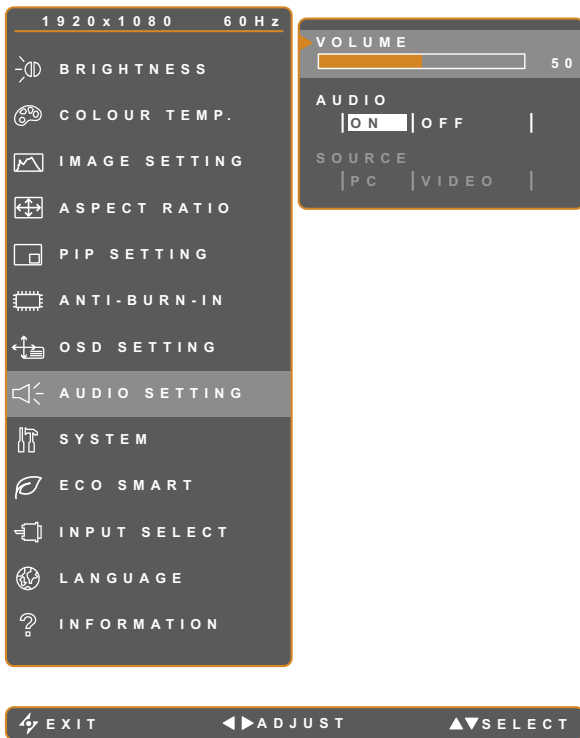 1920x1080 60Hz
BRIGHTNESS
COLOUR TEMP.
IMAGE SETTING
ASPECT RATIO
PIP SETTING
ANTI-BURN-IN
OSD SETTING
AUDIO SETTING
SYSTEM
ECO SMART
INPUT SELECT
LANGUAGE
INFORMATION
VOLUME
50
AUDIO
ON OFF
SOURCE
PC VIDEO
EXIT ADJUST SELECT